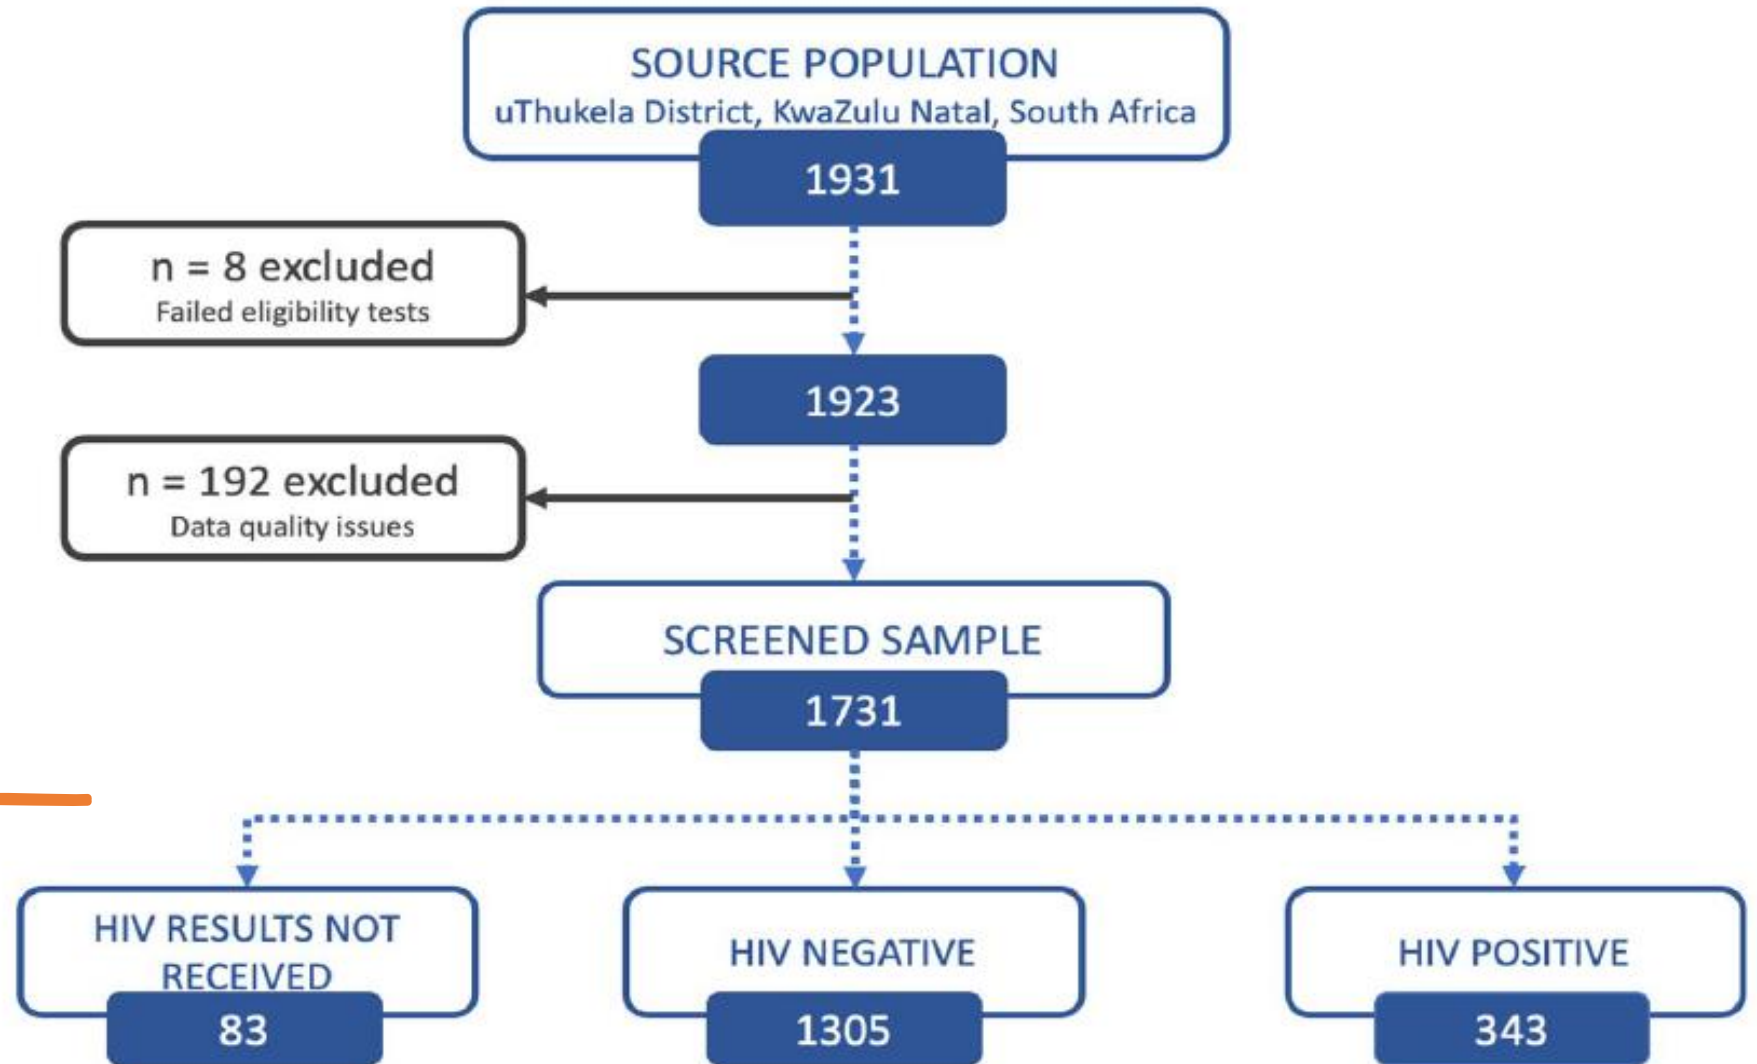 SOURCE POPULATION
uThukela District, KwaZulu Natal, South Africa
1931
n = 8 excluded
Failed eligibility tests
1923
n = 192 excluded
Data quality issues
SCREENED SAMPLE
1731
HIV RESULTS NOT
RECEIVED
83
HIV NEGATIVE
1305
HIV POSITIVE
343